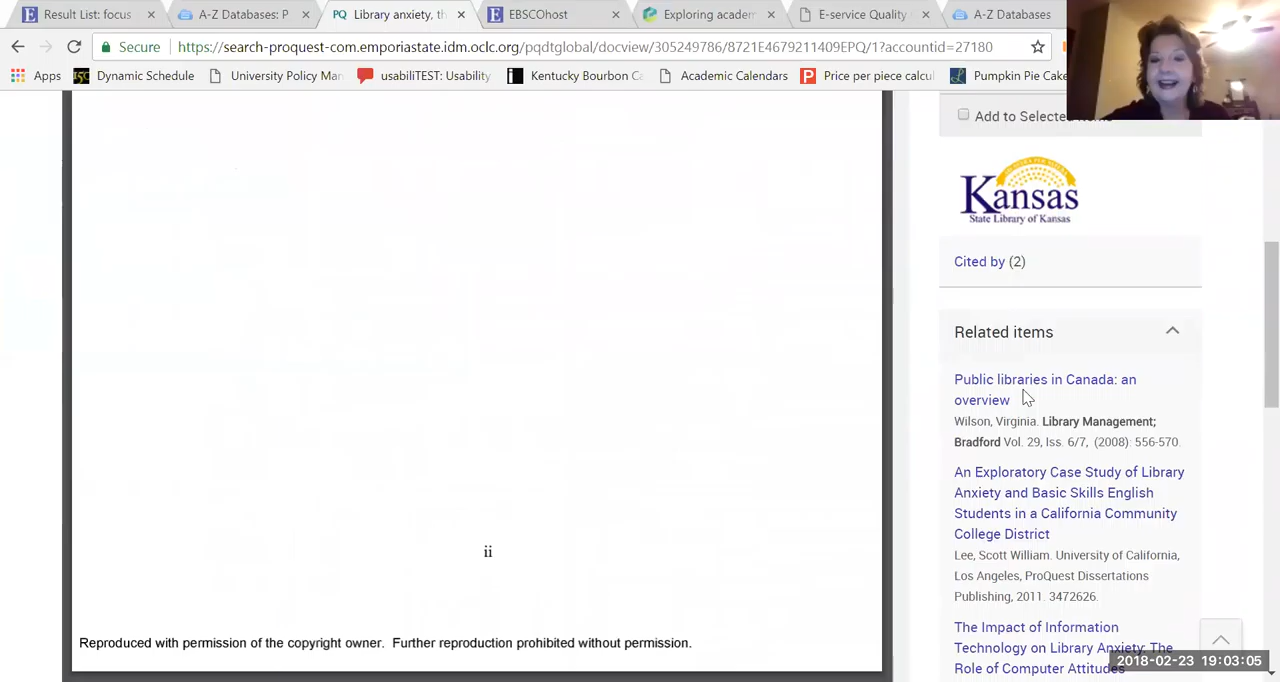 Result List: focus
A-Z Databases: P
PQ Library anxiety, th
EBSCOhost
Exploring academ
E-service Quality
A-Z Databases
Secure
https://search-proquest-com.emporiastate.idm.oclc.org/pqdtglobal/docview/305249786/8721E4679211409EPQ/1?accountid=27180
Apps
Dynamic Schedule
University Policy Man
usabiliTEST: Usability
Kentucky Bourbon Ca
Academic Calendars
Price per piece calcul
Pumpkin Pie Cake
Add to Selected items
Kansas
State Library of Kansas
Cited by (2)
Related items
Public libraries in Canada: an
overview
Wilson, Virginia. Library Management;
Bradford Vol. 29, Iss. 6/7, (2008): 556-570.
An Exploratory Case Study of Library
Anxiety and Basic Skills English
Students in a California Community
College District
Lee, Scott William. University of California,
Los Angeles, ProQuest Dissertations
Publishing, 2011. 3472626.
The Impact of Information
Technology on Library Anxiety: The
Role of Computer Attitudes
ii
Reproduced with permission of the copyright owner. Further reproduction prohibited without permission.
2018-02-23 19:03:05